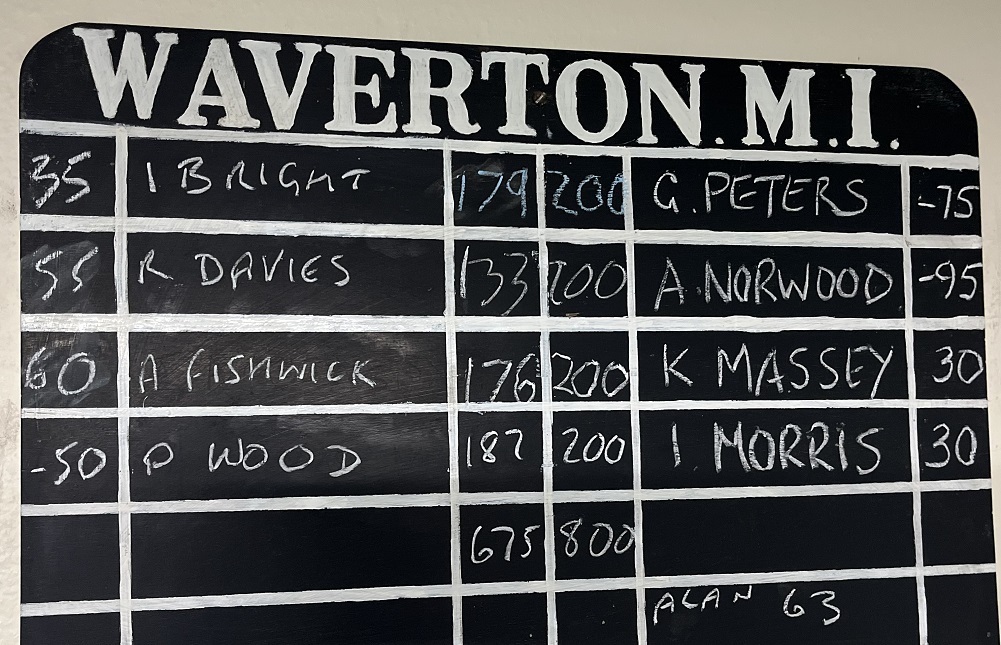 WAVERTON.M.I.
35 I BRIGHT 179 200 G. PETERS -75
55 R DAVIES 133 200 A. NORWOOD -95
60 A FISHWICK 176 200 K MASSEY 30
-50 P WOOD 187 200 I MORRIS 30
675 800
ALAN 63